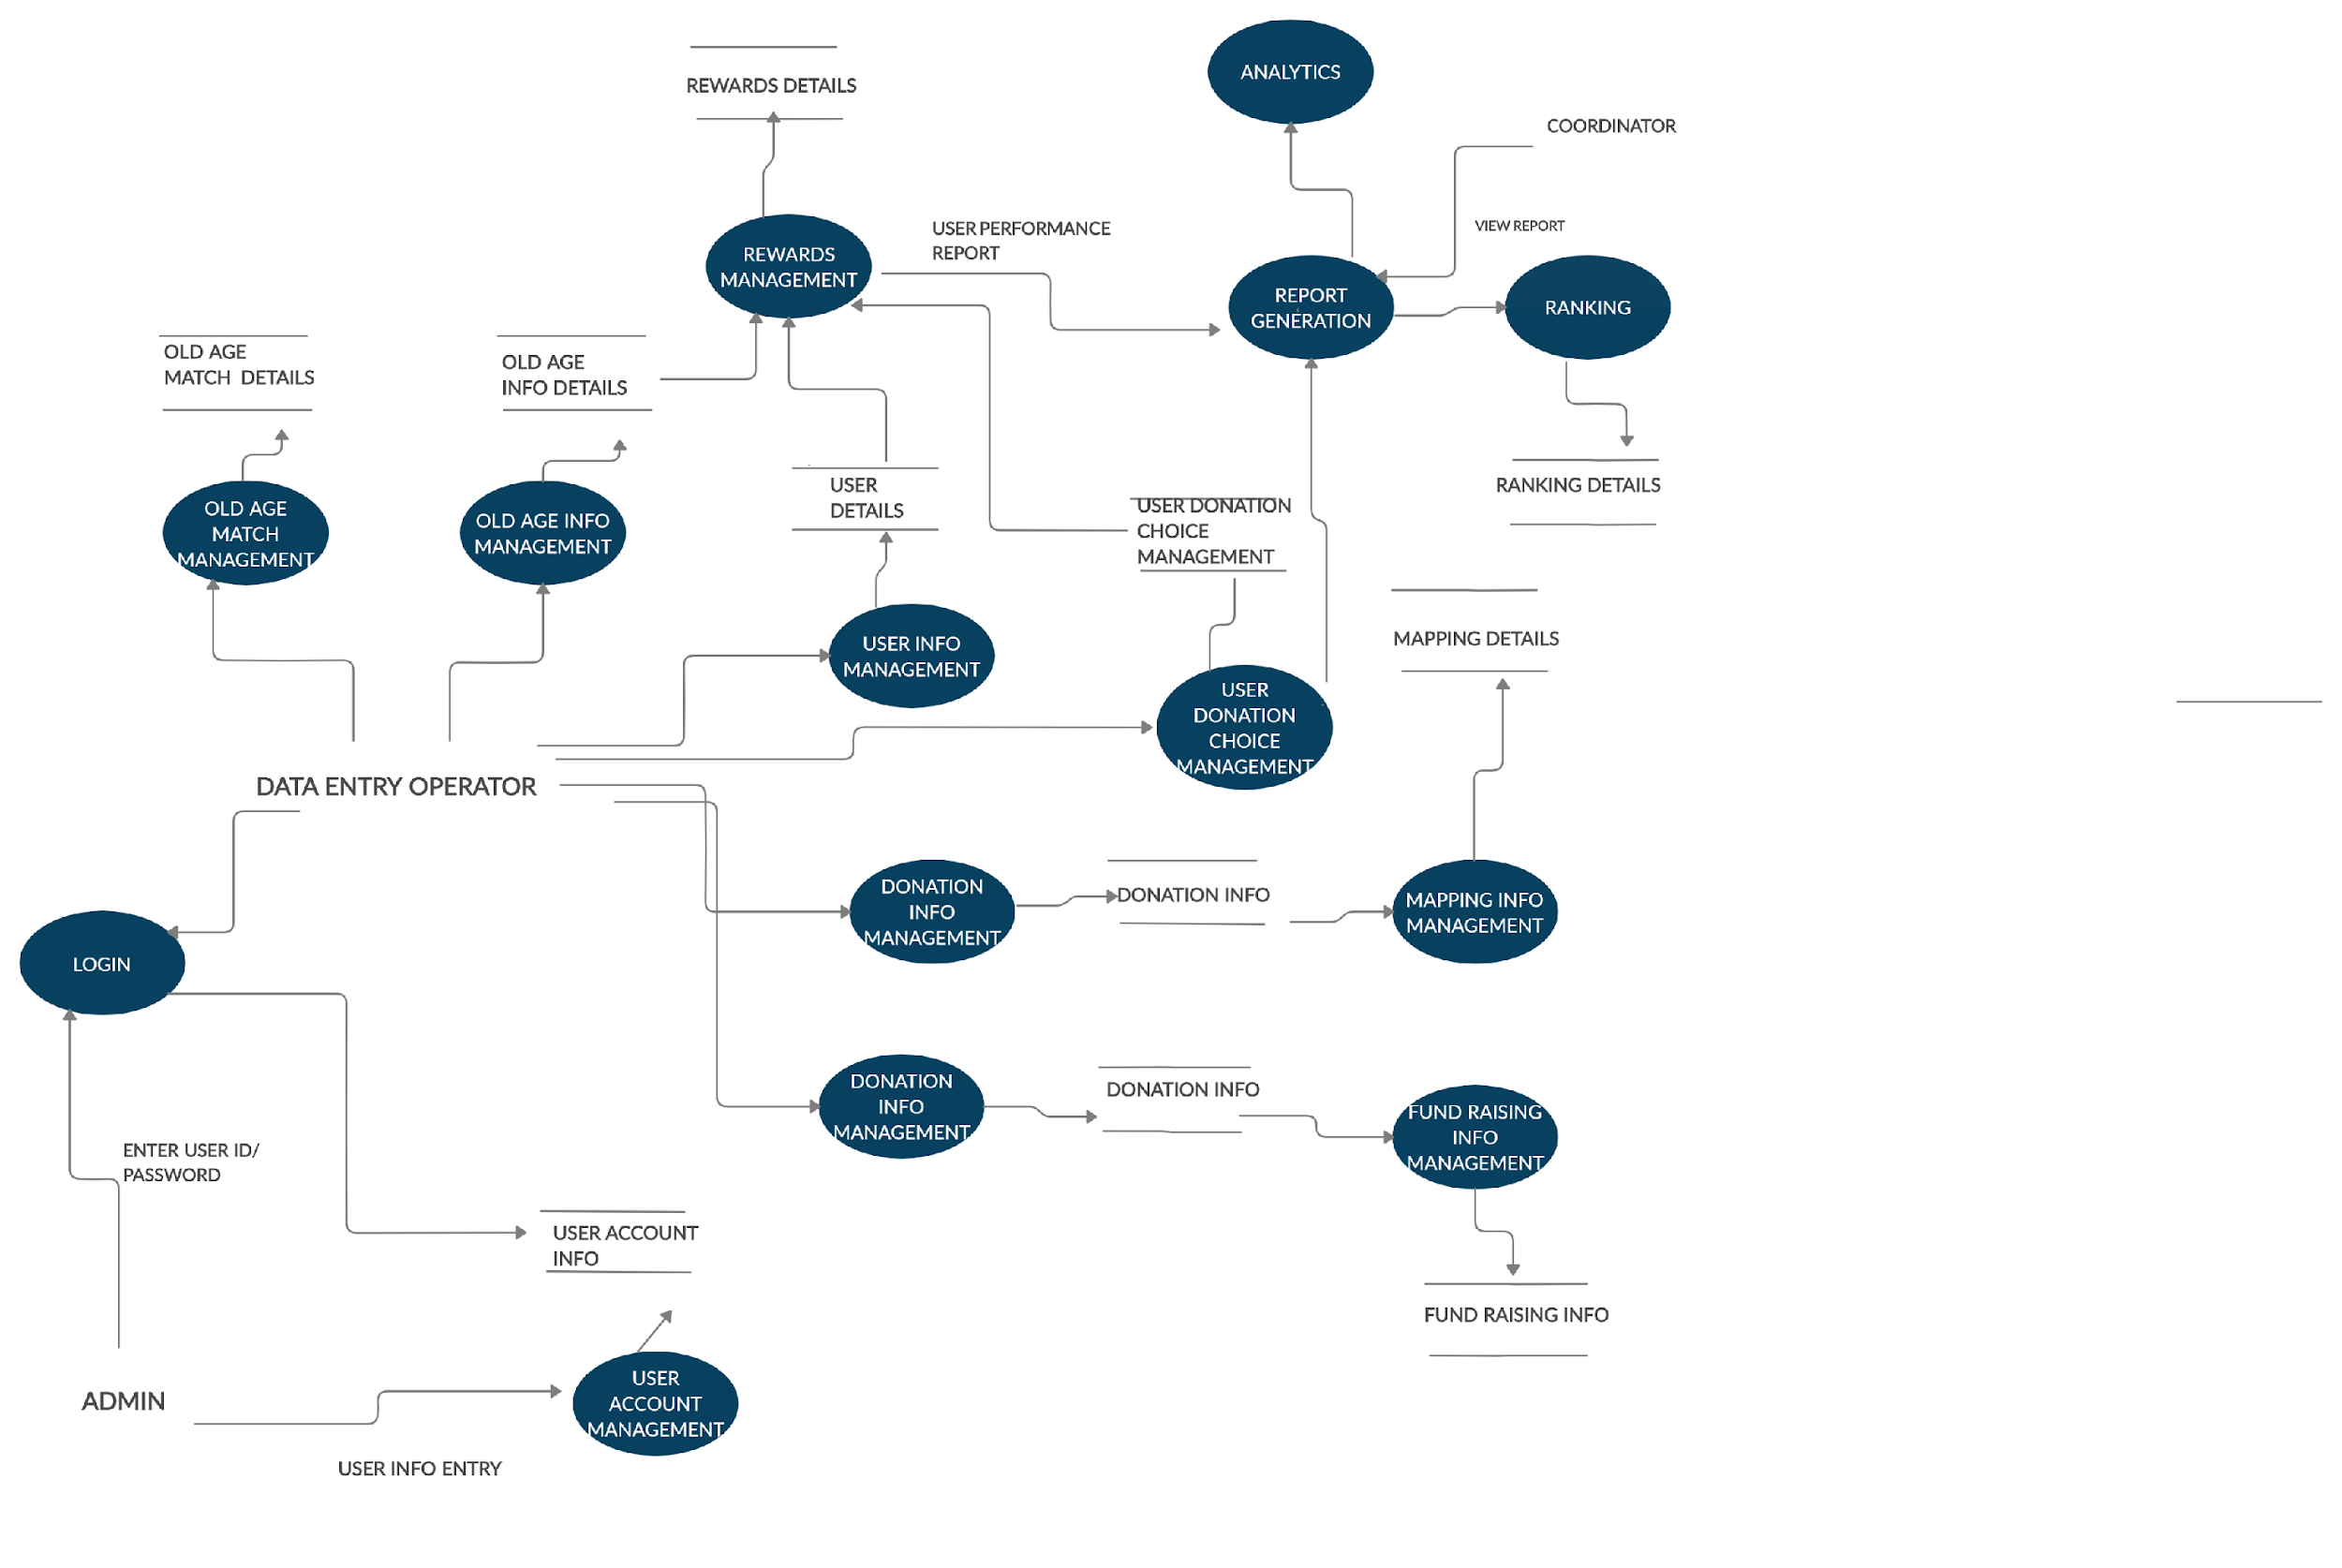 REWARDS DETAILS
ANALYTICS
COORDINATOR
REWARDS
MANAGEMENT
USER PERFORMANCE
REPORT
VIEW REPORT
REPORT
GENERATION
RANKING
OLD AGE
MATCH DETAILS
OLD AGE
INFO DETAILS
USER
DETAILS
USER DONATION
CHOICE
MANAGEMENT
RANKING DETAILS
OLD AGE
MATCH
MANAGEMENT
OLD AGE INFO
MANAGEMENT
USER INFO
MANAGEMENT
MAPPING DETAILS
USER
DONATION
CHOICE
MANAGEMENT
DATA ENTRY OPERATOR
DONATION
INFO
MANAGEMENT
DONATION INFO
MAPPING INFO
MANAGEMENT
LOGIN
DONATION
INFO
MANAGEMENT
DONATION INFO
FUND RAISING
INFO
MANAGEMENT
ENTER USER ID/
PASSWORD
USER ACCOUNT
INFO
FUND RAISING INFO
ADMIN
USER
ACCOUNT
MANAGEMENT
USER INFO ENTRY